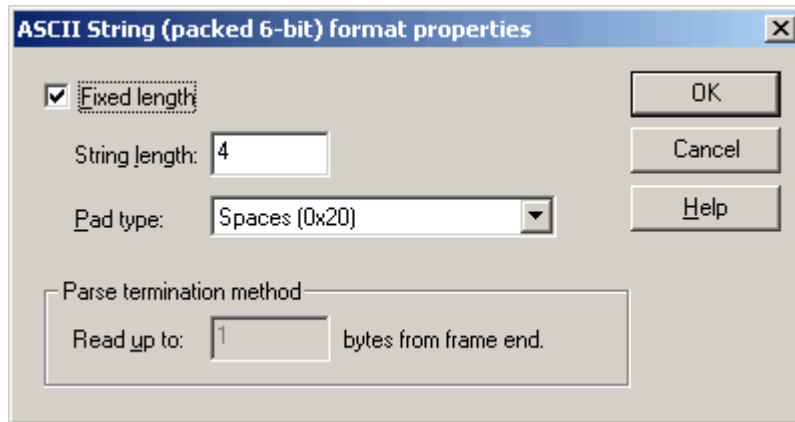 ASCII String (packed 6-bit) format properties
Fixed length
OK
String length: 4
Cancel
Pad type: Spaces (0x20)
Help
Parse termination method
Read up to: 1 bytes from frame end.